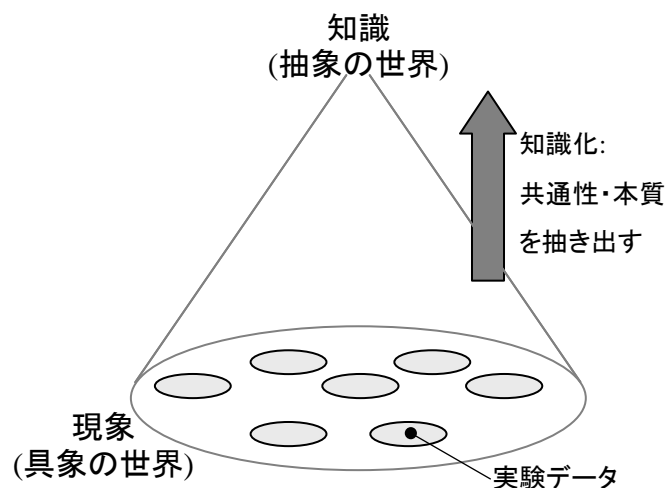 知識
(抽象の世界)
知識化:
共通性・本質
を抽き出す
現象
(具象の世界)
実験データ